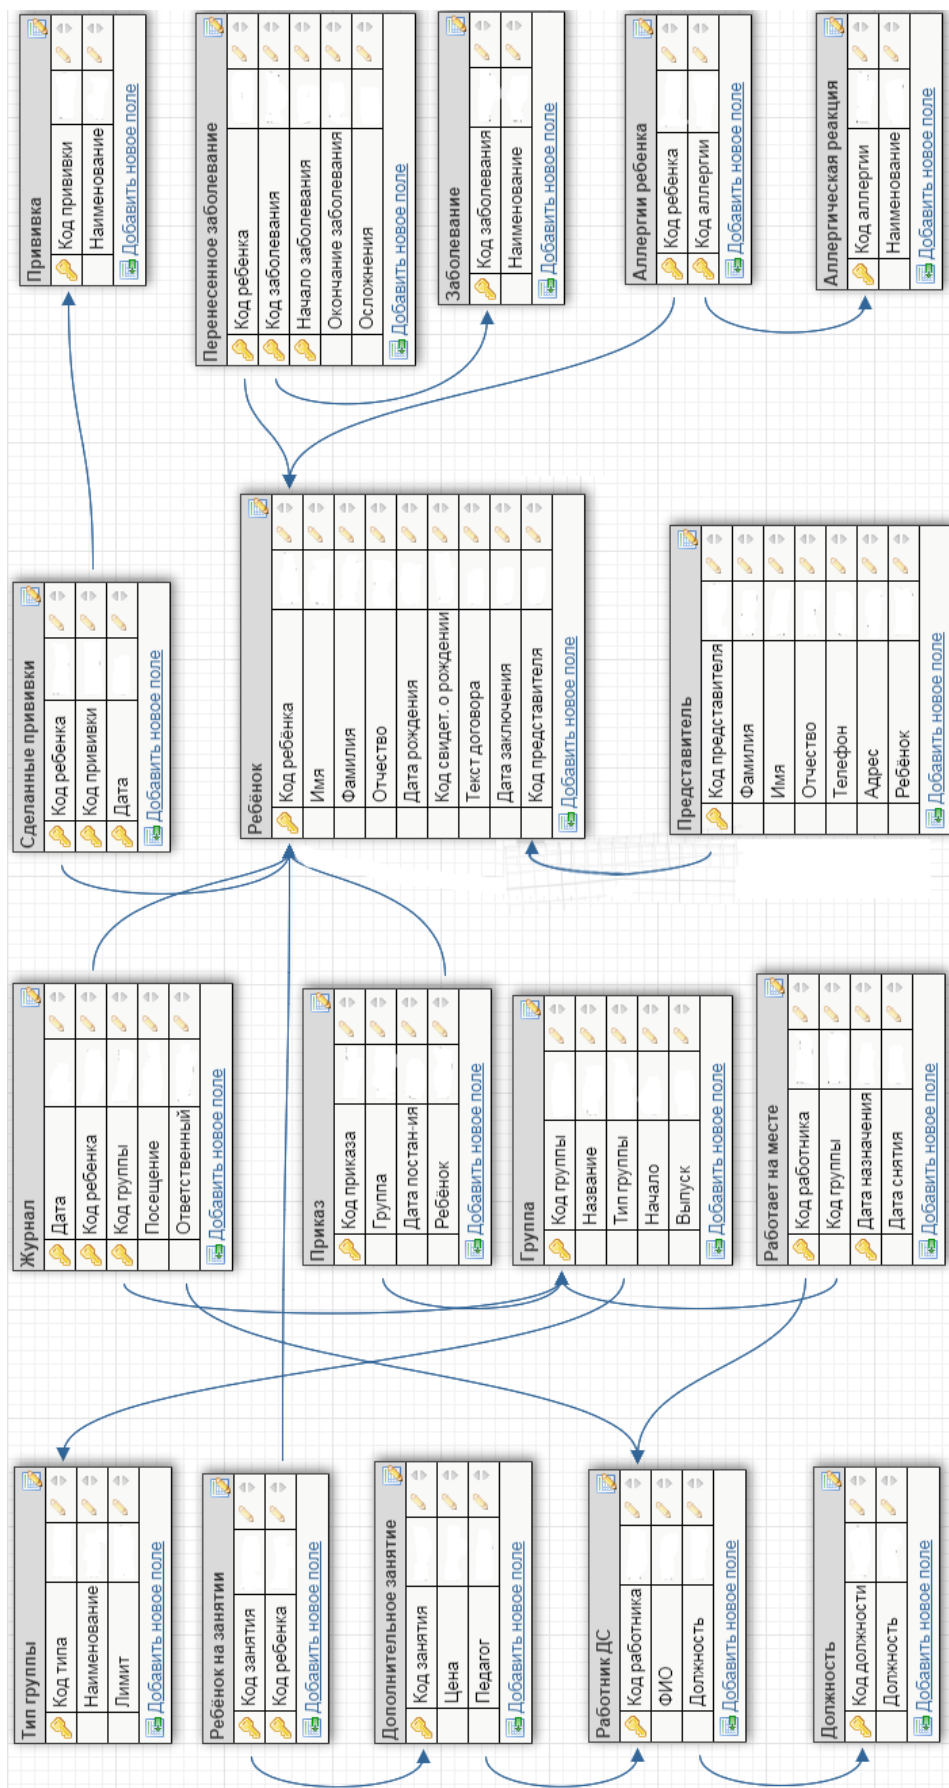 Тип группы
Код типа
Наименование
Лимит
Добавить новое поле
Журнал
Дата
Код ребенка
Код группы
Посещение
Ответственный
Добавить новое поле
Сделанные прививки
Код ребенка
Код прививки
Дата
Добавить новое поле
Прививка
Код прививки
Наименование
Добавить новое поле
Ребёнок на занятии
Код занятия
Код ребенка
Добавить новое поле
Приказ
Код приказа
Группа
Дата постан-ия
Ребёнок
Добавить новое поле
Ребёнок
Код ребёнка
Имя
Фамилия
Отчество
Дата рождения
Код свидет. о рождении
Текст договора
Дата заключения
Код представителя
Добавить новое поле
Перенесенное заболевание
Код ребенка
Код заболевания
Начало заболевания
Окончание заболевания
Осложнения
Добавить новое поле
Дополнительное занятие
Код занятия
Цена
Педагог
Добавить новое поле
Группа
Код группы
Название
Тип группы
Начало
Выпуск
Добавить новое поле
Заболевание
Код заболевания
Наименование
Добавить новое поле
Работник ДС
Код работника
ФИО
Должность
Добавить новое поле
Работает на месте
Код работника
Код группы
Дата назначения
Дата снятия
Добавить новое поле
Представитель
Код представителя
Фамилия
Имя
Отчество
Телефон
Адрес
Ребёнок
Добавить новое поле
Аллергии ребенка
Код ребенка
Код аллергии
Добавить новое поле
Должность
Код должности
Должность
Добавить новое поле
Аллергическая реакция
Код аллергии
Наименование
Добавить новое поле